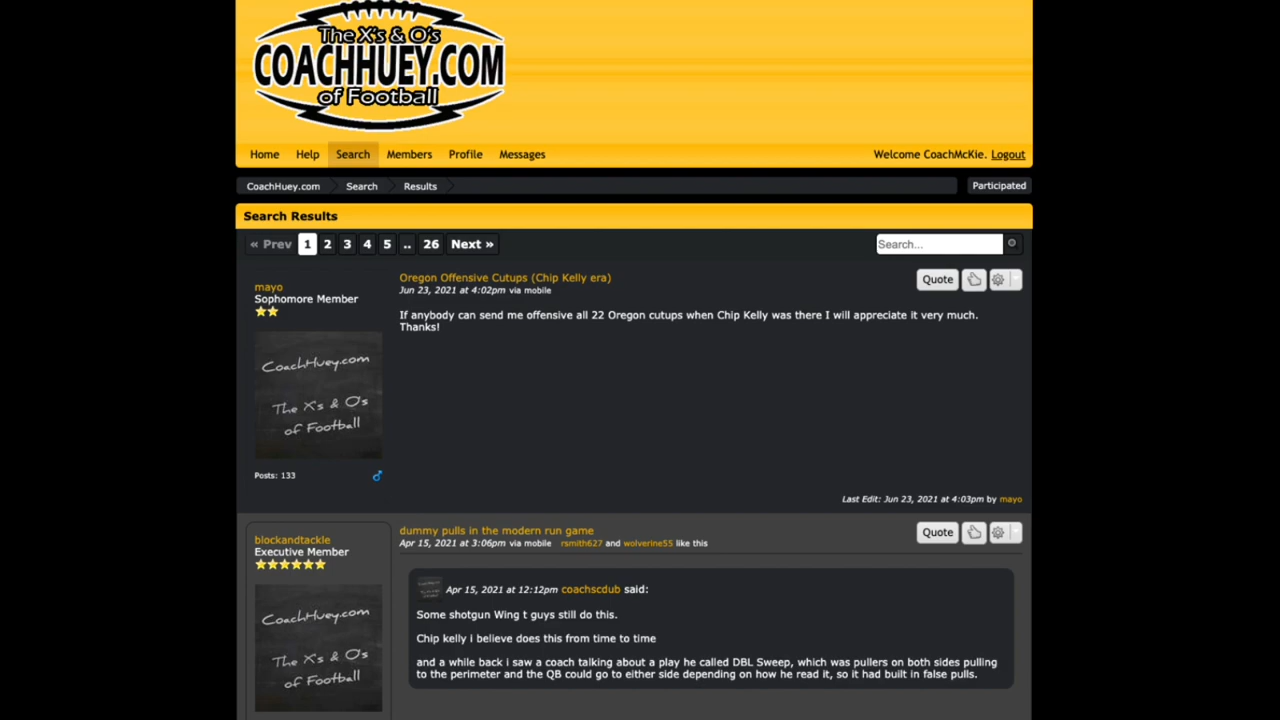 The X's & O's
COACHHUEY.COM
of Football
Home Help Search Members Profile Messages Welcome CoachMcKie. Logout
CoachHuey.com Search Results Participated
Search Results
« Prev 1 2 3 4 5 .. 26 Next » Search...
mayo
Sophomore Member
CoachHuey.com
The X's & O's
of Football
Posts: 133
Oregon Offensive Cutups (Chip Kelly era)
Jun 23, 2021 at 4:02pm via mobile
Quote
If anybody can send me offensive all 22 Oregon cutups when Chip Kelly was there I will appreciate it very much.
Thanks!
Last Edit: Jun 23, 2021 at 4:03pm by mayo
blockandtackle
Executive Member
CoachHuey.com
The X's & O's
of Football
dummy pulls in the modern run game
Apr 15, 2021 at 3:06pm via mobile rsmith627 and wolverine55 like this
Quote
Apr 15, 2021 at 12:12pm coachscdub said:
Some shotgun Wing t guys still do this.
Chip kelly i believe does this from time to time
and a while back i saw a coach talking about a play he called DBL Sweep, which was pullers on both sides pulling
to the perimeter and the QB could go to either side depending on how he read it, so it had built in false pulls.